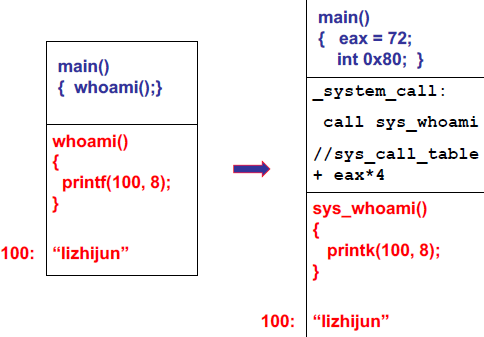 main()
{ whoami();}
whoami()
{
printf(100, 8);
}
100: “lizhijun”
main()
{ eax = 72;
int 0x80; }
_system_call:
call sys_whoami
//sys_call_table
+ eax*4
sys_whoami()
{
printk(100, 8);
}
100: “lizhijun”